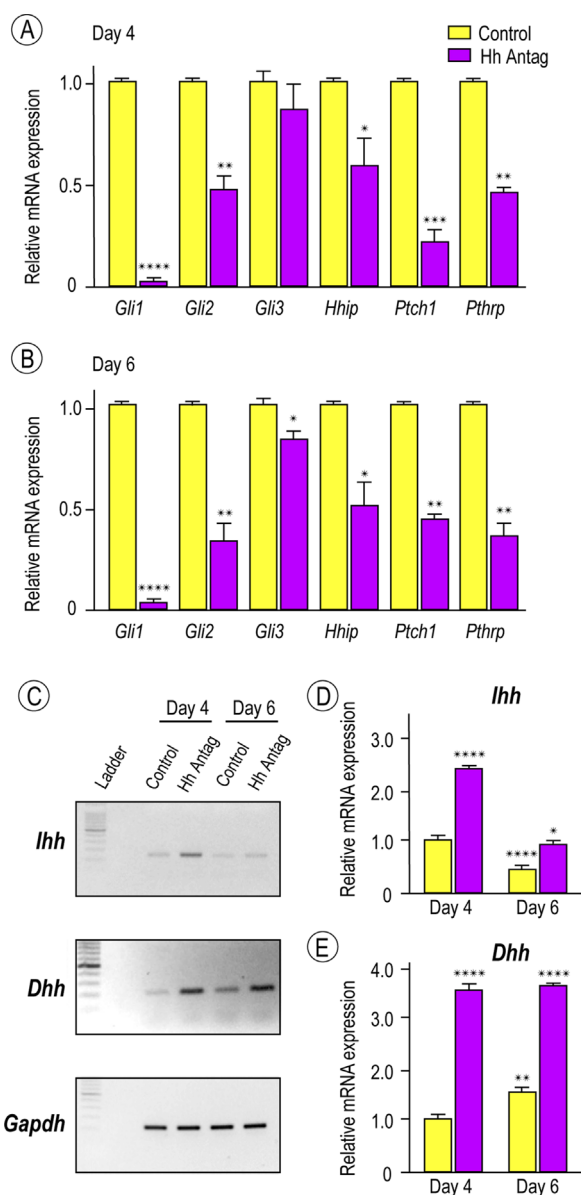 A Day 4
Control
Hh Antag
Relative mRNA expression
1.0
0.5
0
**** ** * *** **
Gli1 Gli2 Gli3 Hhip Ptch1 Pthrp
B Day 6
Relative mRNA expression
1.0
0.5
0
**** ** * * ** **
Gli1 Gli2 Gli3 Hhip Ptch1 Pthrp
C
Day 4 Day 6
Ladder Control Hh Antag Control Hh Antag
Ihh
Dhh
Gapdh
D Ihh
Relative mRNA expression
3.0
2.0
1.0
0
**** **** *
Day 4 Day 6
E Dhh
Relative mRNA expression
4.0
3.0
2.0
1.0
0
**** ** ****
Day 4 Day 6